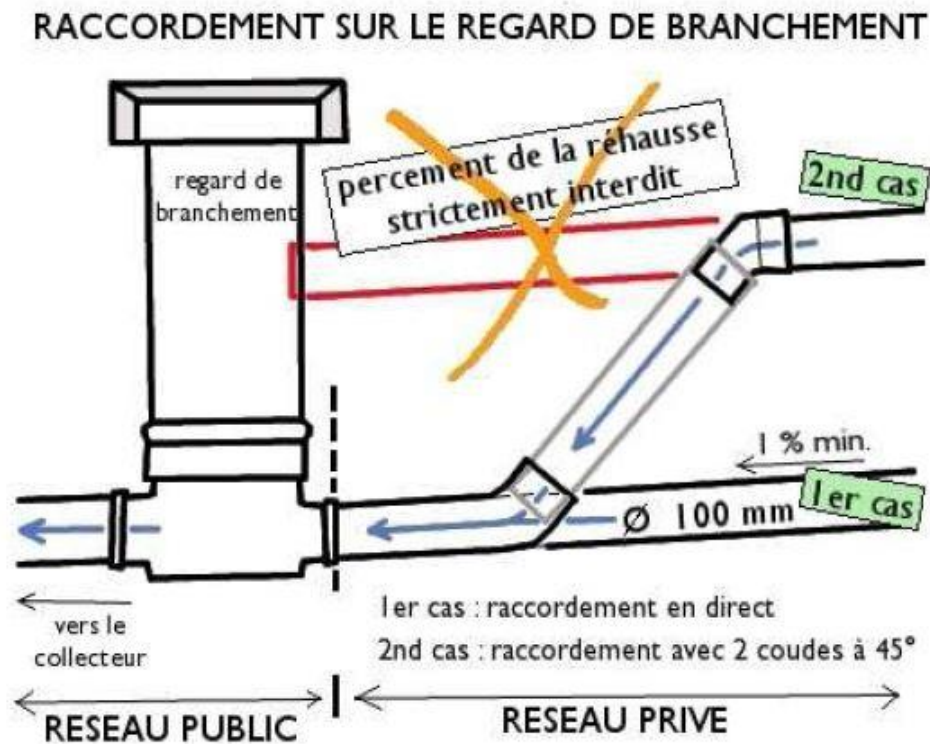 RACCORDEMENT SUR LE REGARD DE BRANCHEMENT
regard de
branchement
percement de la réhausse
strictement interdit
2nd cas
1 % min.
1er cas
Ø 100 mm
vers le
collecteur
1er cas : raccordement en direct
2nd cas : raccordement avec 2 coudes à 45°
RESEAU PUBLIC
RESEAU PRIVE